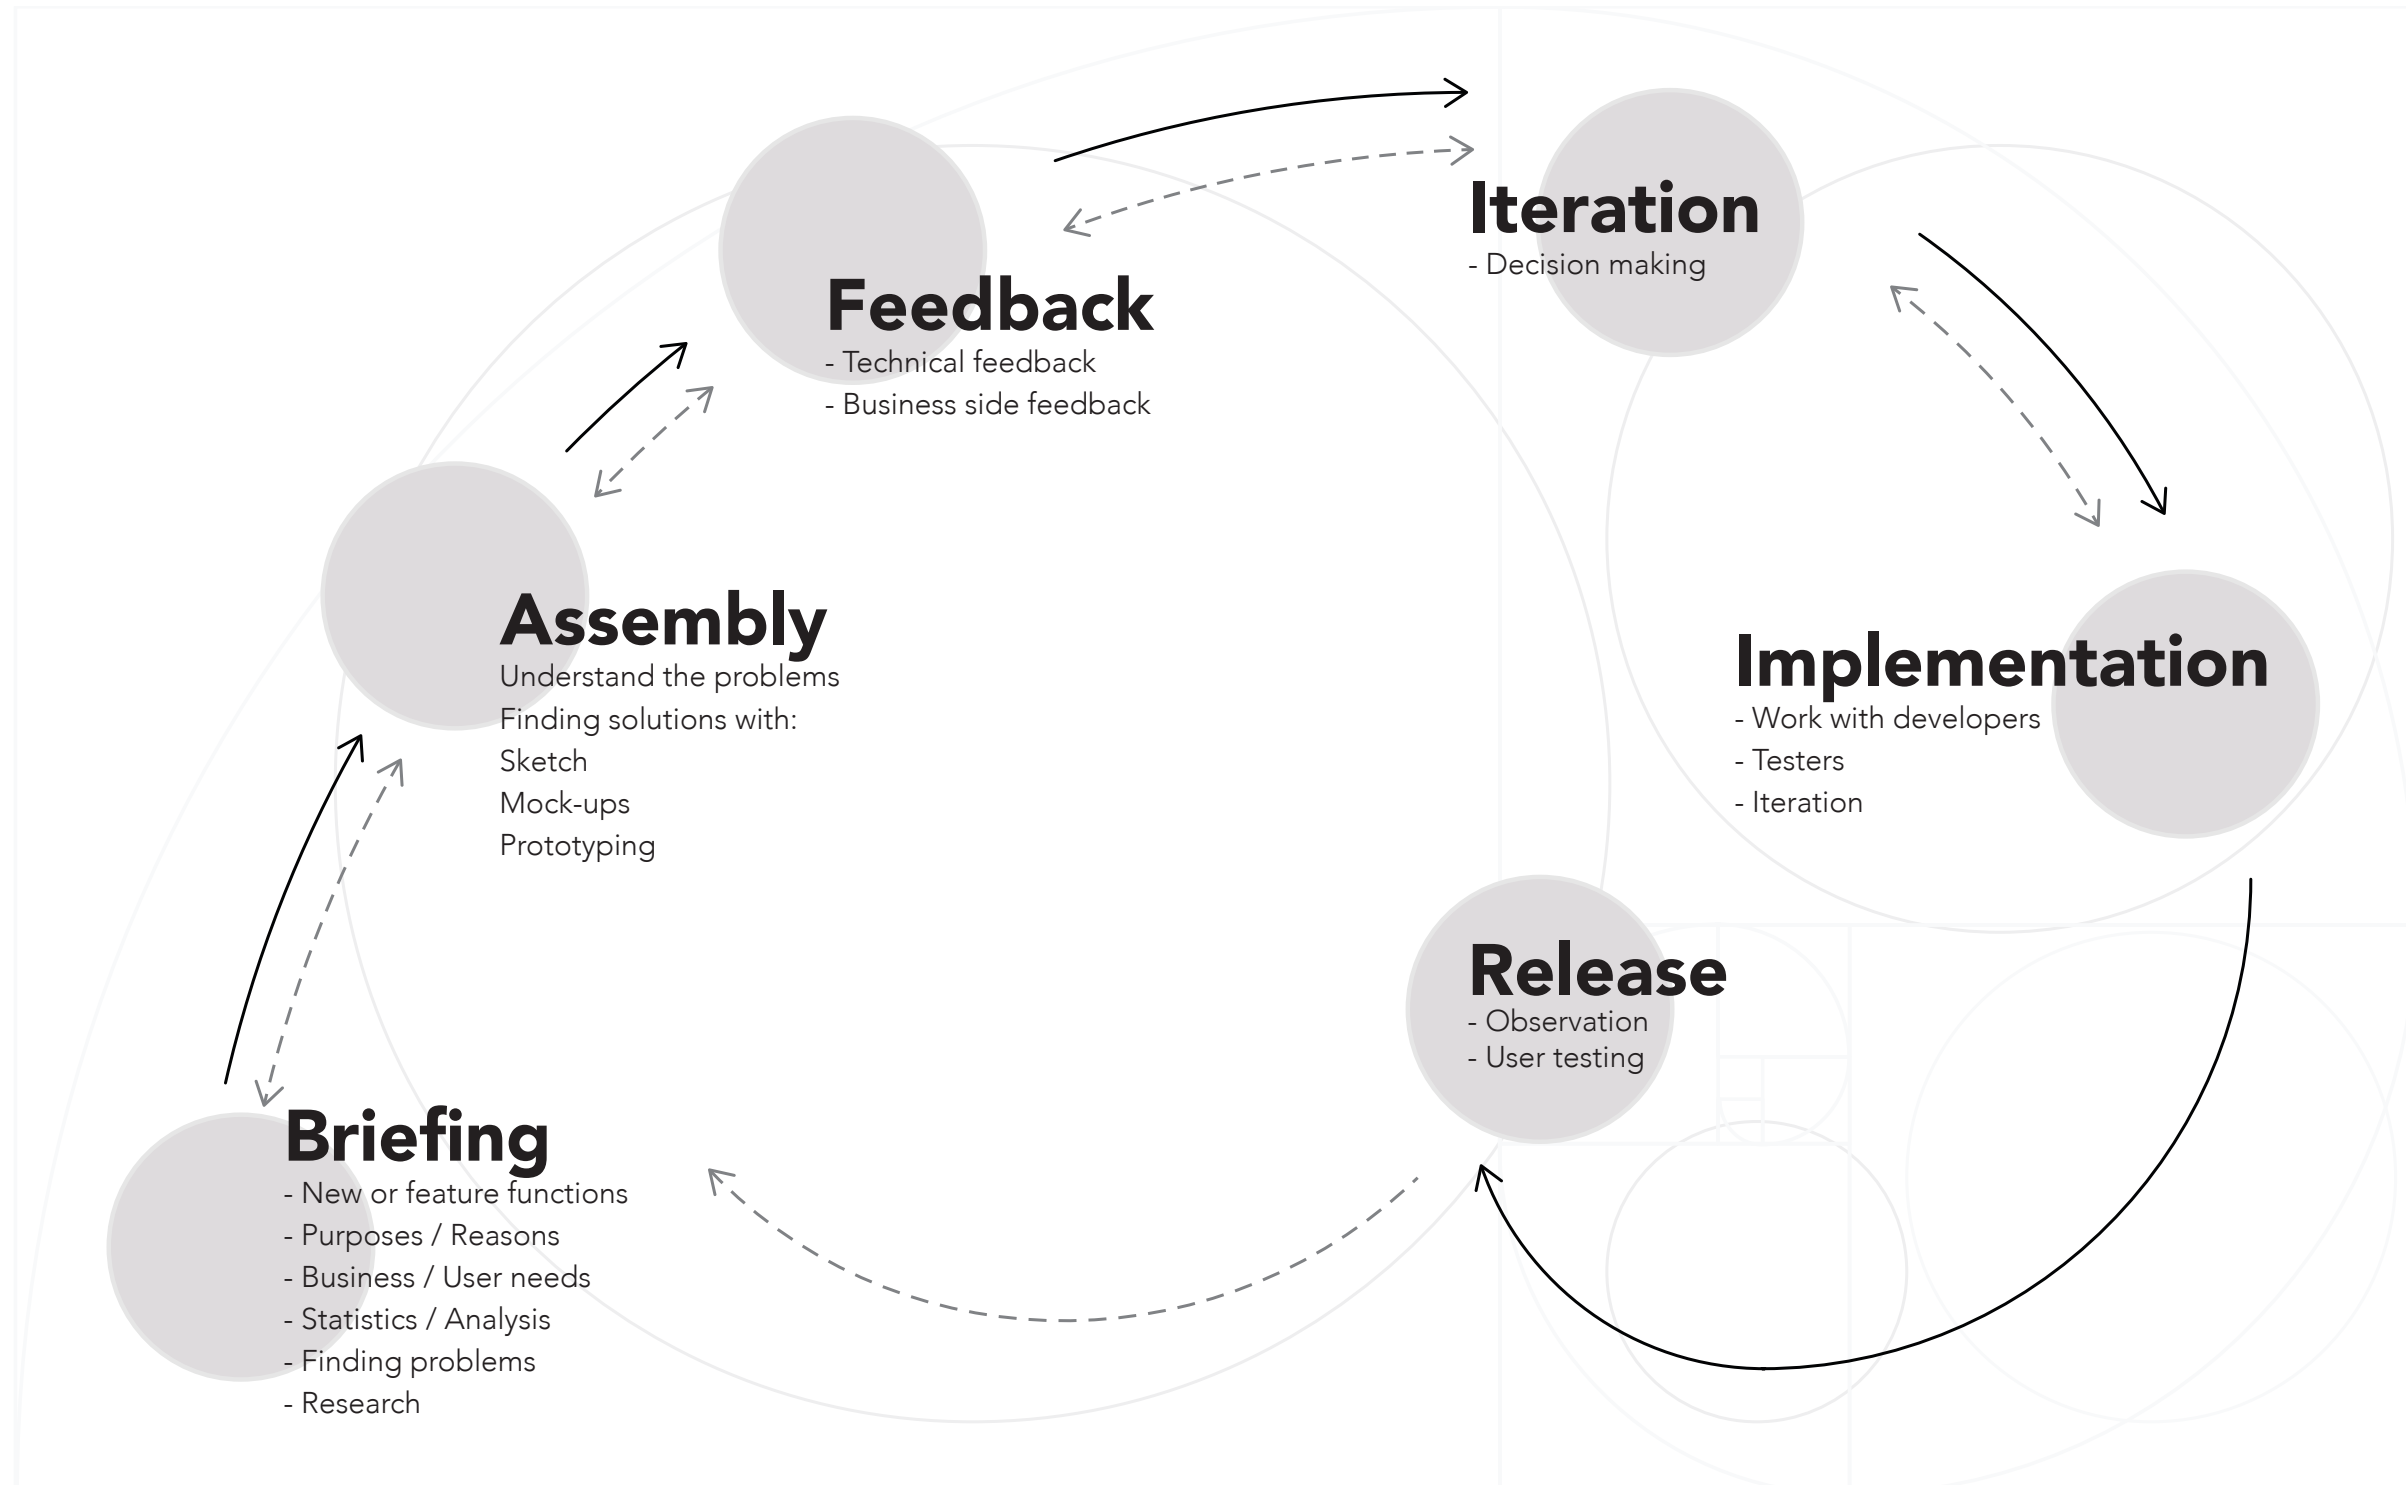 Briefing
- New or feature functions
- Purposes / Reasons
- Business / User needs
- Statistics / Analysis
- Finding problems
- Research
Assembly
Understand the problems
Finding solutions with:
Sketch
Mock-ups
Prototyping
Feedback
- Technical feedback
- Business side feedback
Iteration
- Decision making
Implementation
- Work with developers
- Testers
- Iteration
Release
- Observation
- User testing